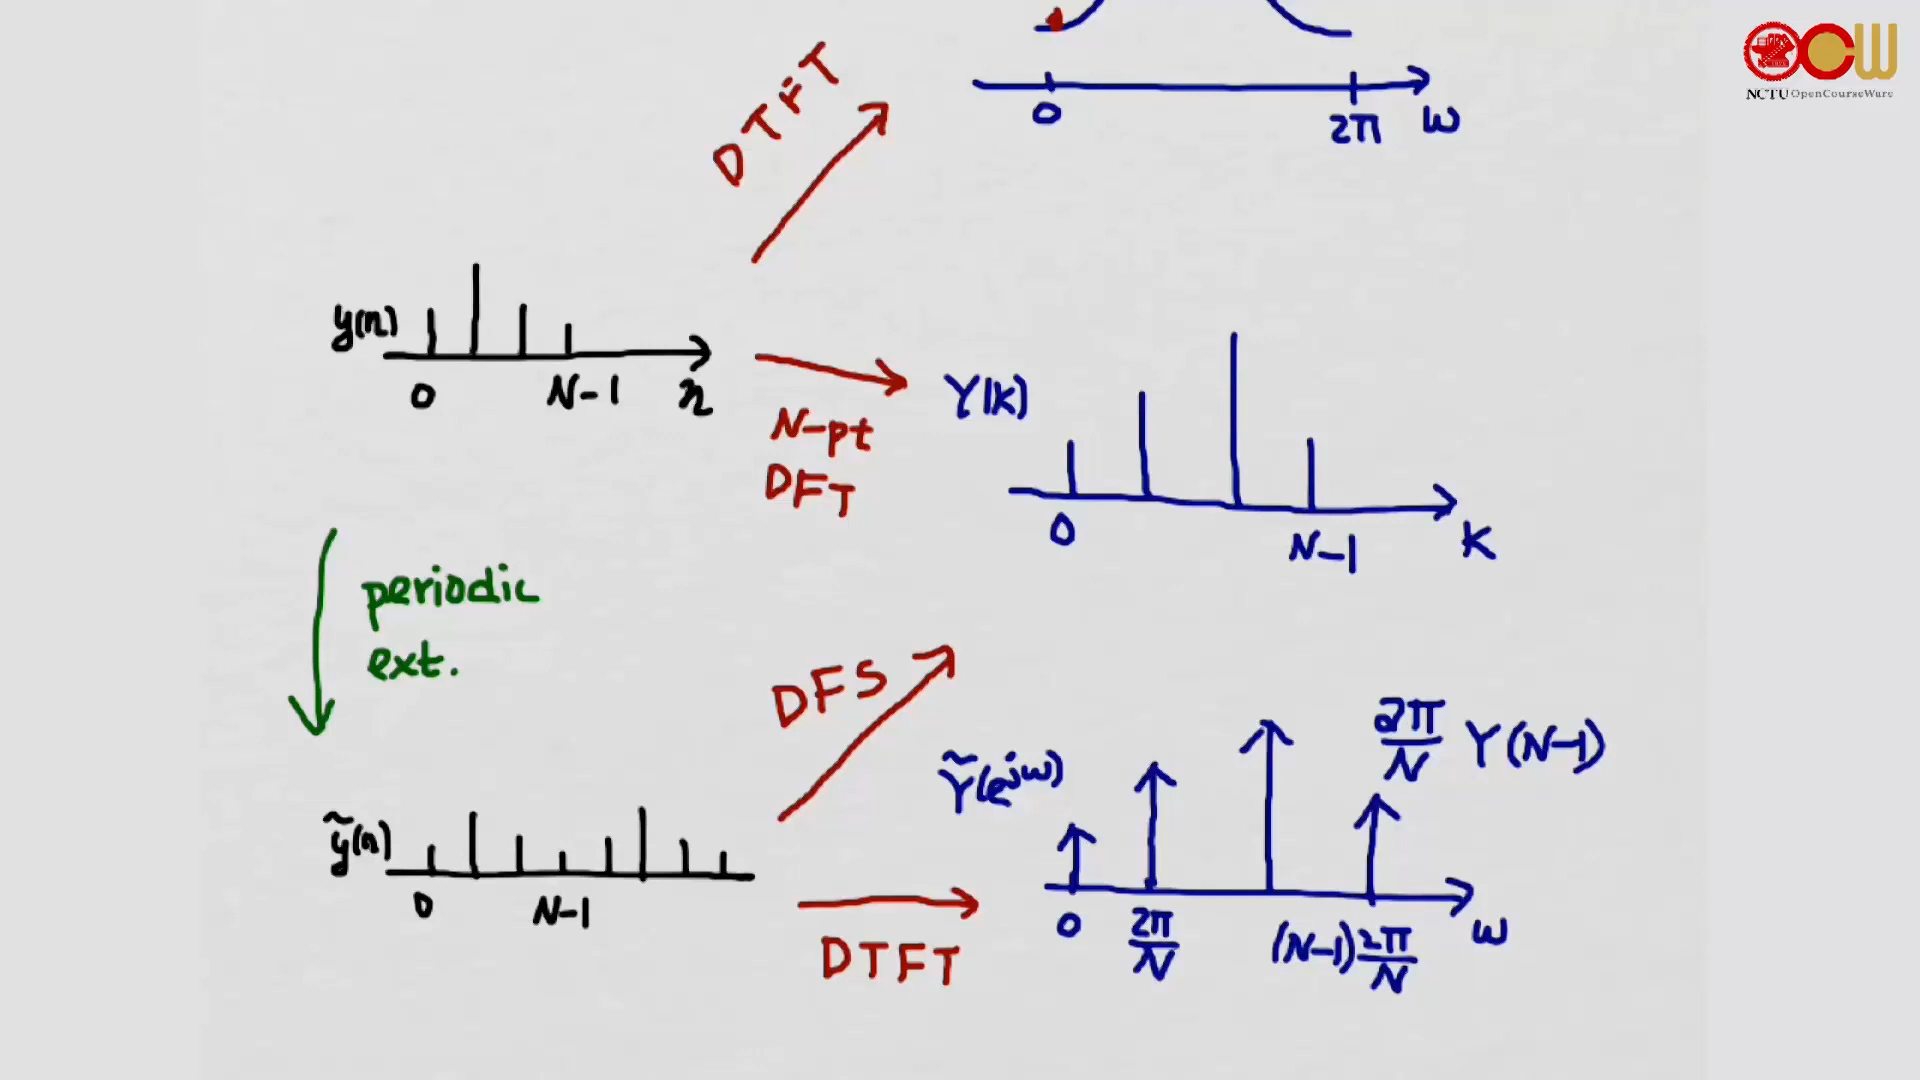 OCW
NCTU OpenCourseWare
DTFT
0
2π
ω
y(n)
0
N-1
n
N-pt
DFT
Y(k)
0
N-1
k
periodic
ext.
DFS
ỹ(n)
0
N-1
DTFT
Ỹ(e^jω)
2π/N Y(N-1)
0
2π/N
(N-1)2π/N
ω